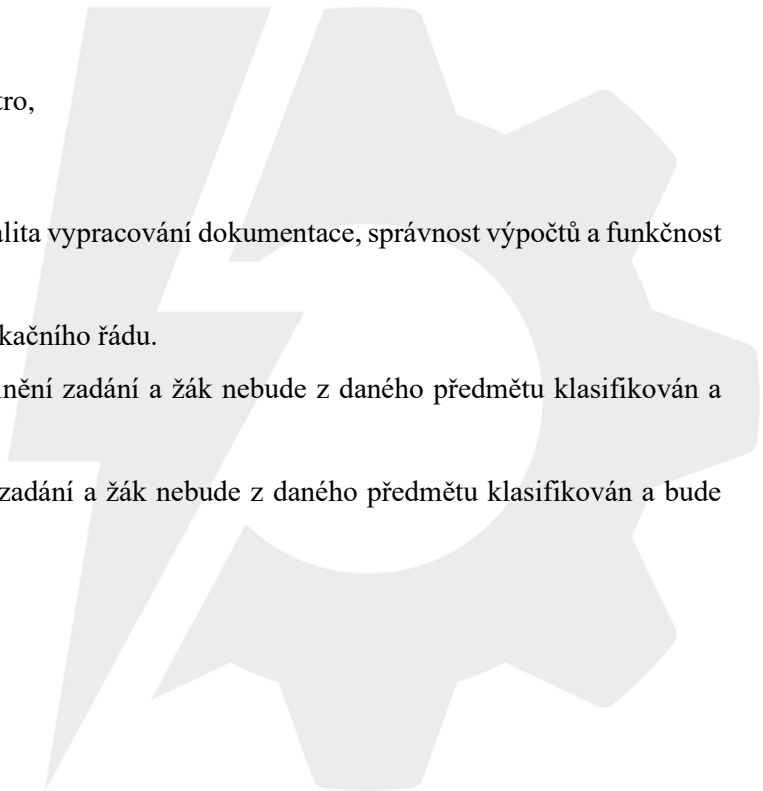 tro,
alita vypracování dokumentace, správnost výpočtů a funkčnost
kačního řádu.
nění zadání a žák nebude z daného předmětu klasifikován a
zadání a žák nebude z daného předmětu klasifikován a bude